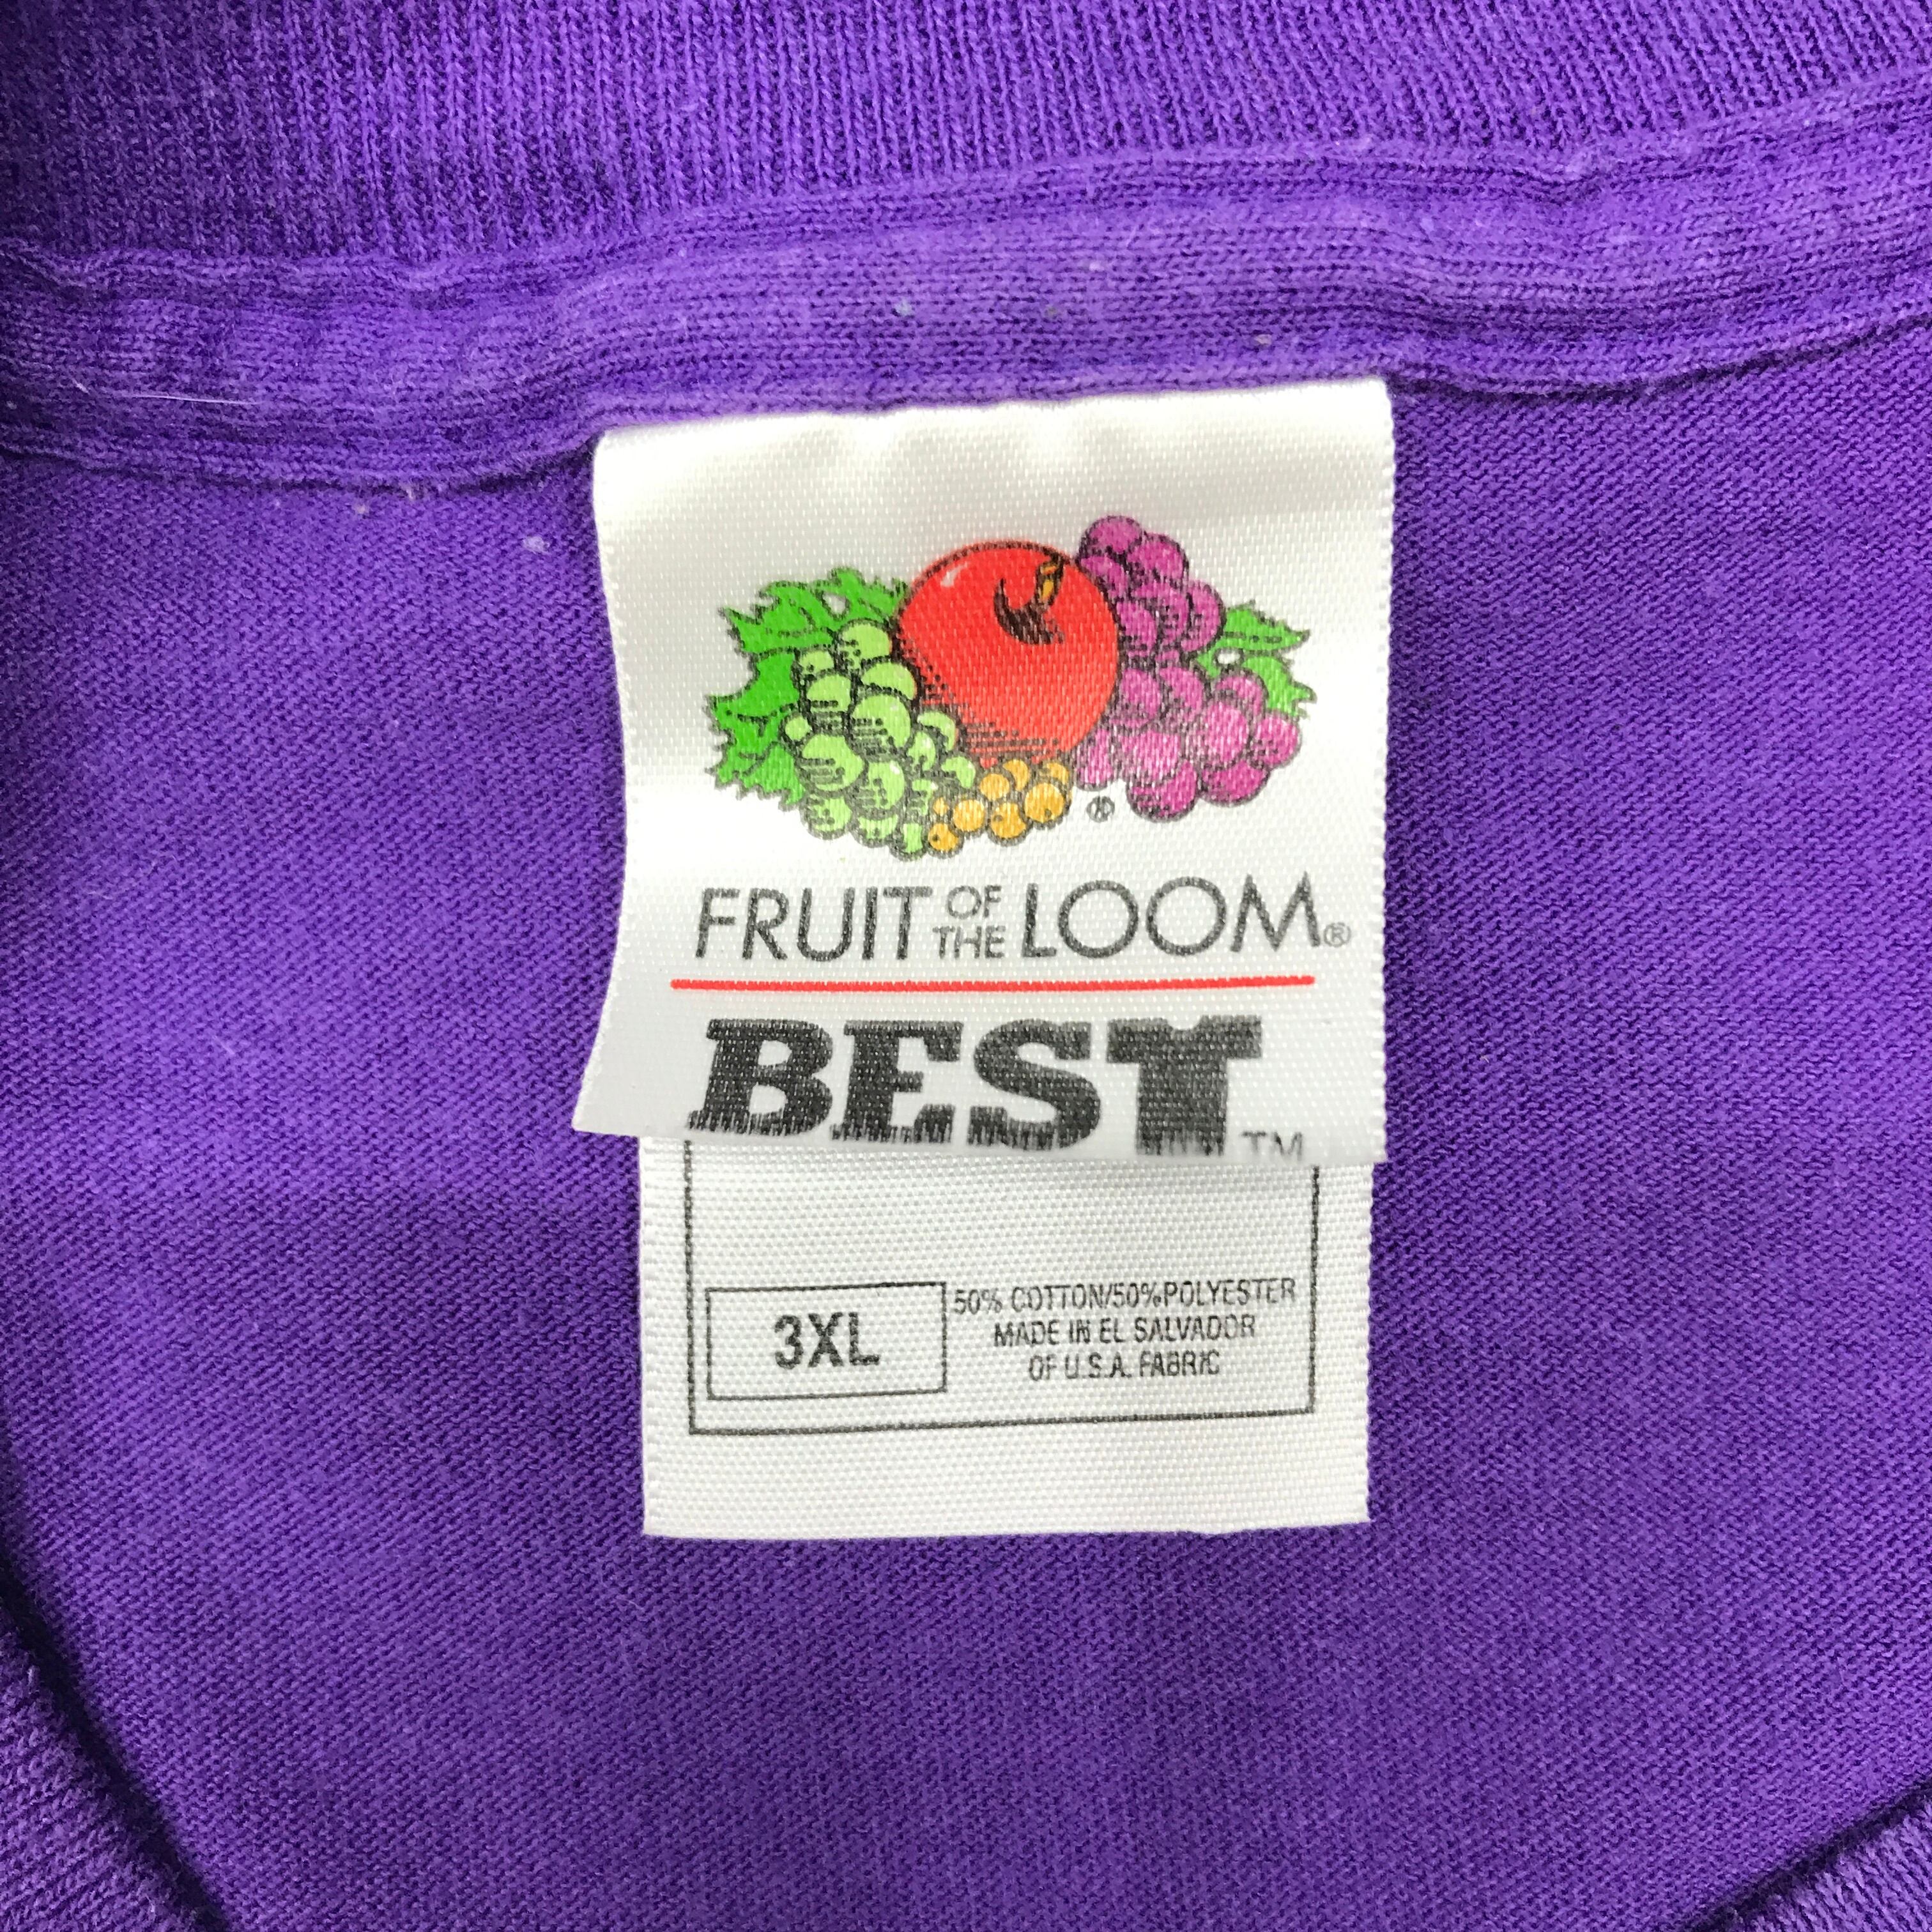 ®
FRUIT OF THE LOOM®
BEST™
3XL
50% COTTON/50%POLYESTER
MADE IN EL SALVADOR
OF U.S.A. FABRIC